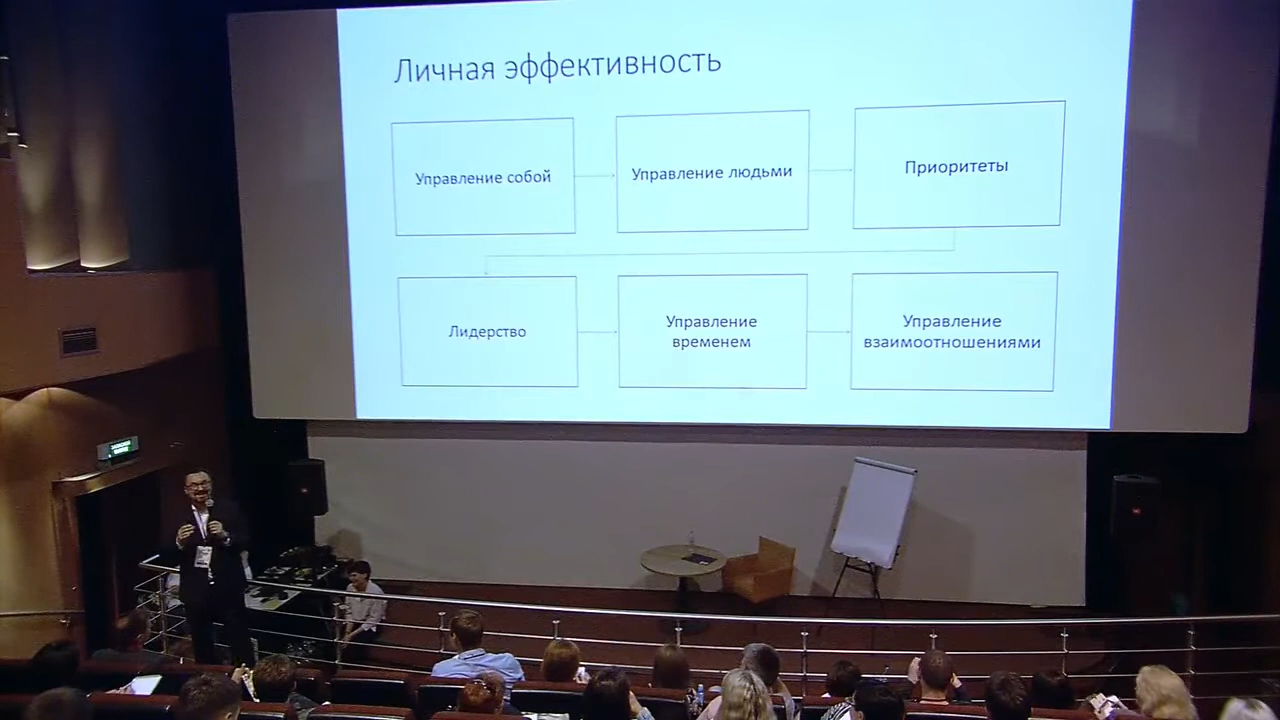 Личная эффективность
Управление собой
Управление людьми
Приоритеты
Лидерство
Управление
временем
Управление
взаимоотношениями